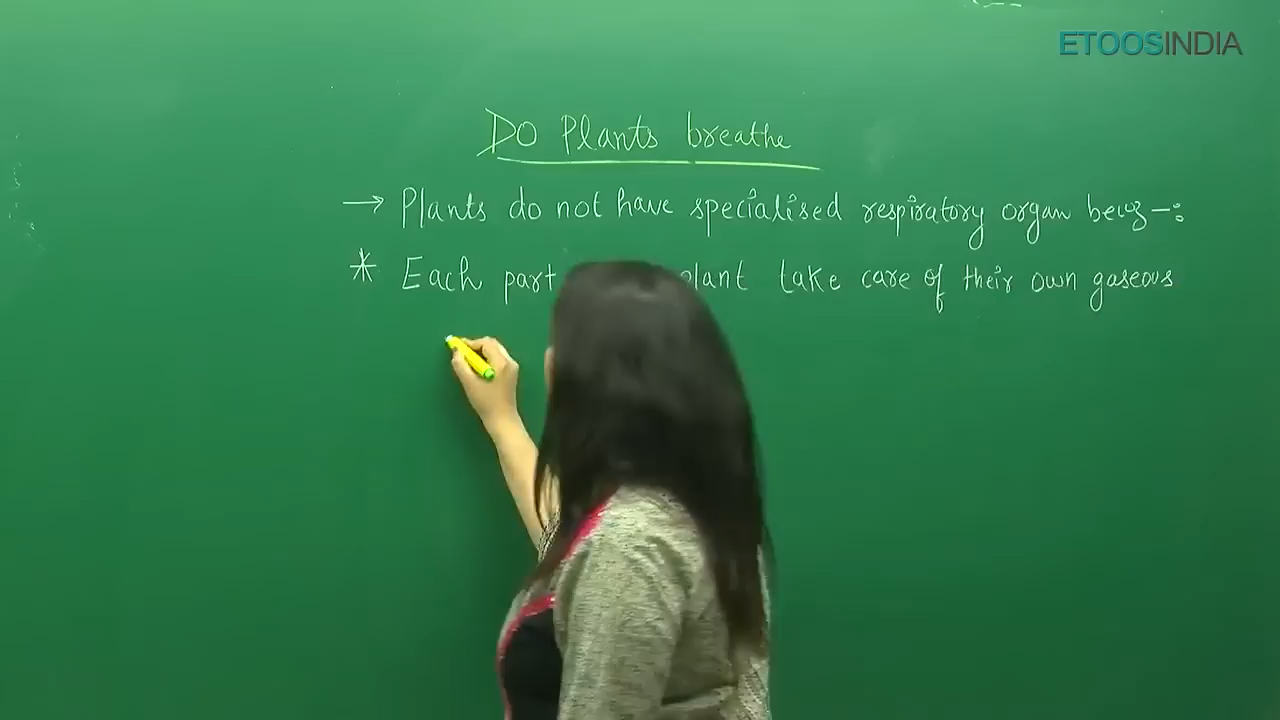 ETOOSINDIA
Do Plants breathe
→ Plants do not have specialised respiratory organ becoz -:
* Each part plant take care of their own gaseous